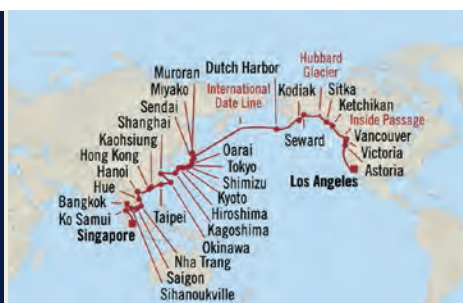 Muroran
Miyako
Sendai
Shanghai
Kaohsiung
Hong Kong
Hanoi
Hue
Bangkok
Ko Samui
Singapore
Taipei
Nha Trang
Saigon
Sihanoukville
Dutch Harbor
International
Date Line
Oarai
Tokyo
Shimizu
Kyoto
Hiroshima
Kagoshima
Okinawa
Hubbard
Glacier
Kodiak
Sitka
Ketchikan
Inside Passage
Seward
Vancouver
Victoria
Astoria
Los Angeles